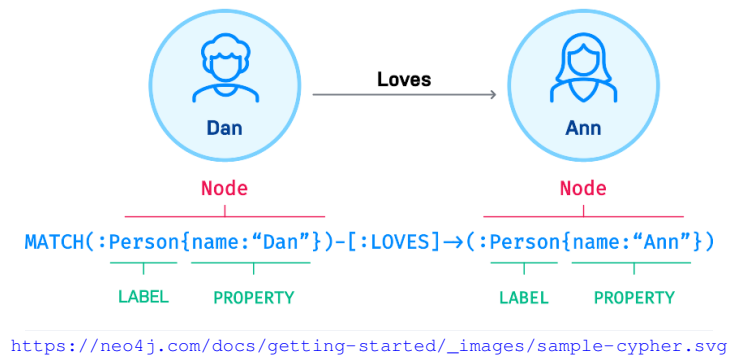 Loves
Dan Ann
Node Node
MATCH(:Person{name:“Dan”})-[:LOVES]→(:Person{name:“Ann”})
LABEL PROPERTY LABEL PROPERTY
https://neo4j.com/docs/getting-started/_images/sample-cypher.svg